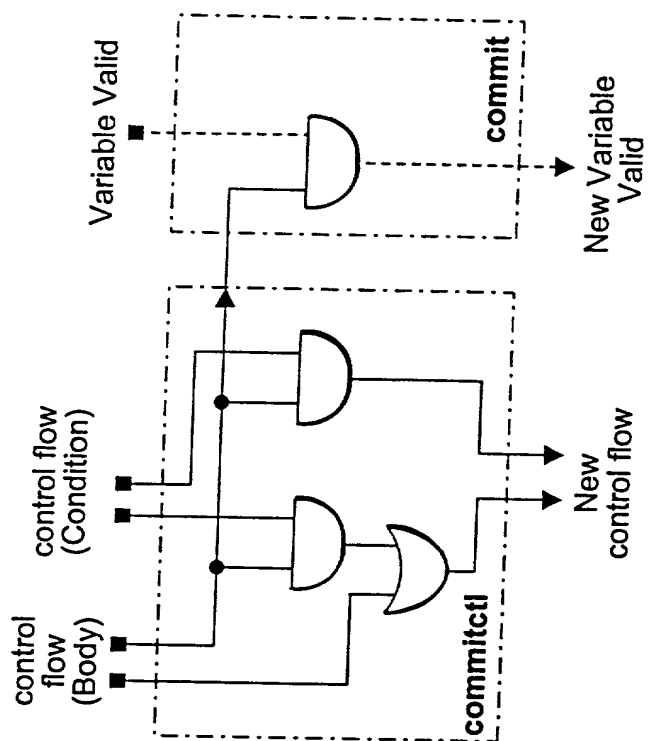 control
flow
(Body)
control flow
(Condition)
Variable Valid
commitctl
commit
New
control flow
New Variable
Valid